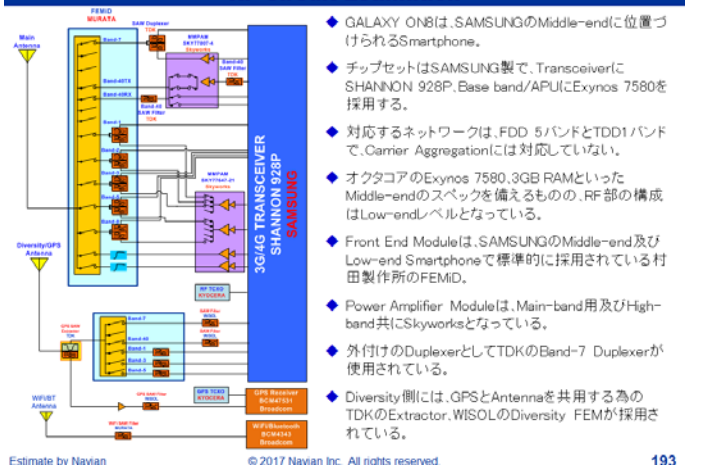 FEMiD
MURATA
Main
Antenna
SAW Duplexer
TDK
Band-7
MMPAM
SKY77807-4
Skyworks
Band-40
SAW Filter
TDK
Band-40TX
Band-40RX
Band-40
SAW Filter
TDK
Band-1
MMPAM
SKY77647-21
Skyworks
3G/4G TRANSCEIVER
SHANNON 928P
SAMSUNG
Diversity/GPS
Antenna
RF TCXO
KYOCERA
Band-7
WISOL
Band-40
WISOL
GPS TCXO
KYOCERA
GPS Receiver
BCM47531
Broadcom
WiFi/BT
Antenna
WiFi/Bluetooth
BCM4343
Broadcom
◆ GALAXY ON8は、SAMSUNGのMiddle-endに位置づ
けられるSmartphone。
◆ チップセットはSAMSUNG製で、Transceiverに
SHANNON 928P、Base band/APUにExynos 7580を
採用する。
◆ 対応するネットワークは、FDD 5バンドとTDD1バンド
で、Carrier Aggregationには対応していない。
◆ オクタコアのExynos 7580、3GB RAMといった
Middle-endのスペックを備えるものの、RF部の構成
はLow-endレベルとなっている。
◆ Front End Moduleは、SAMSUNGのMiddle-end及び
Low-end Smartphoneで標準的に採用されている村
田製作所のFEMiD。
◆ Power Amplifier Moduleは、Main-band用及びHigh-
band共にSkyworksとなっている。
◆ 外付けのDuplexerとしてTDKのBand-7 Duplexerが
使用されている。
◆ Diversity側には、GPSとAntennaを共用する為の
TDKのExtractor、WISOLのDiversity FEMが採用さ
れている。
Estimate by Navian
© 2017 Navian Inc. All rights reserved.
193